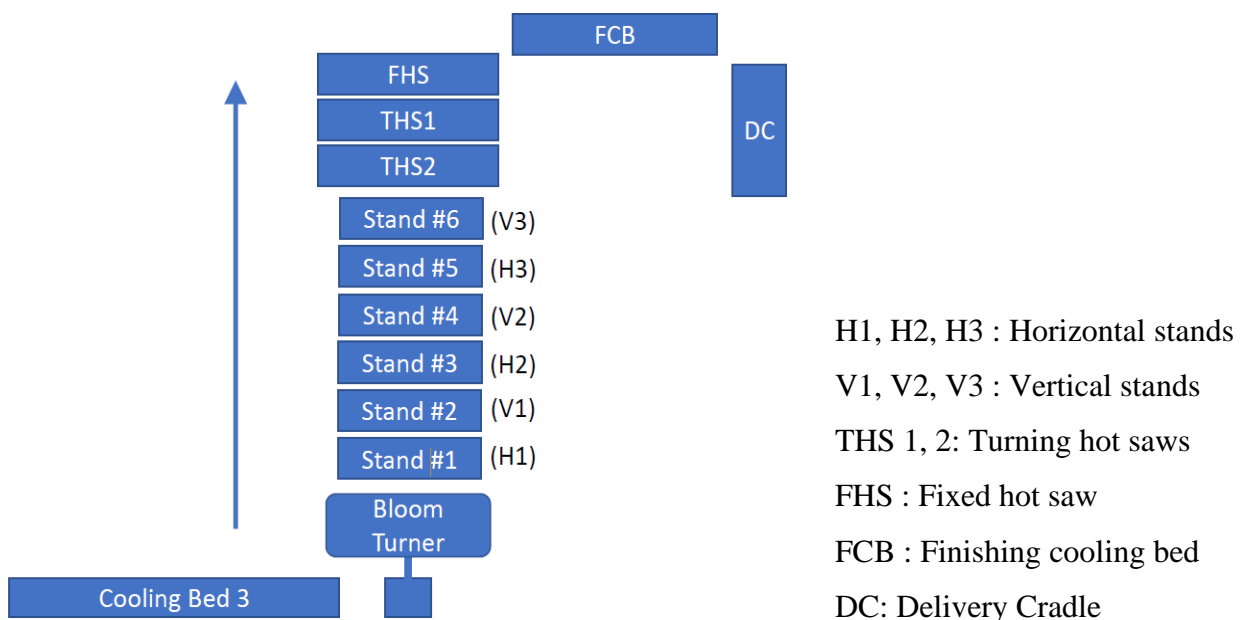 FCB
FHS
THS1
DC
THS2
Stand #6 (V3)
Stand #5 (H3)
Stand #4 (V2)
Stand #3 (H2)
Stand #2 (V1)
Stand #1 (H1)
Bloom
Turner
Cooling Bed 3
H1, H2, H3 : Horizontal stands
V1, V2, V3 : Vertical stands
THS 1, 2: Turning hot saws
FHS : Fixed hot saw
FCB : Finishing cooling bed
DC: Delivery Cradle